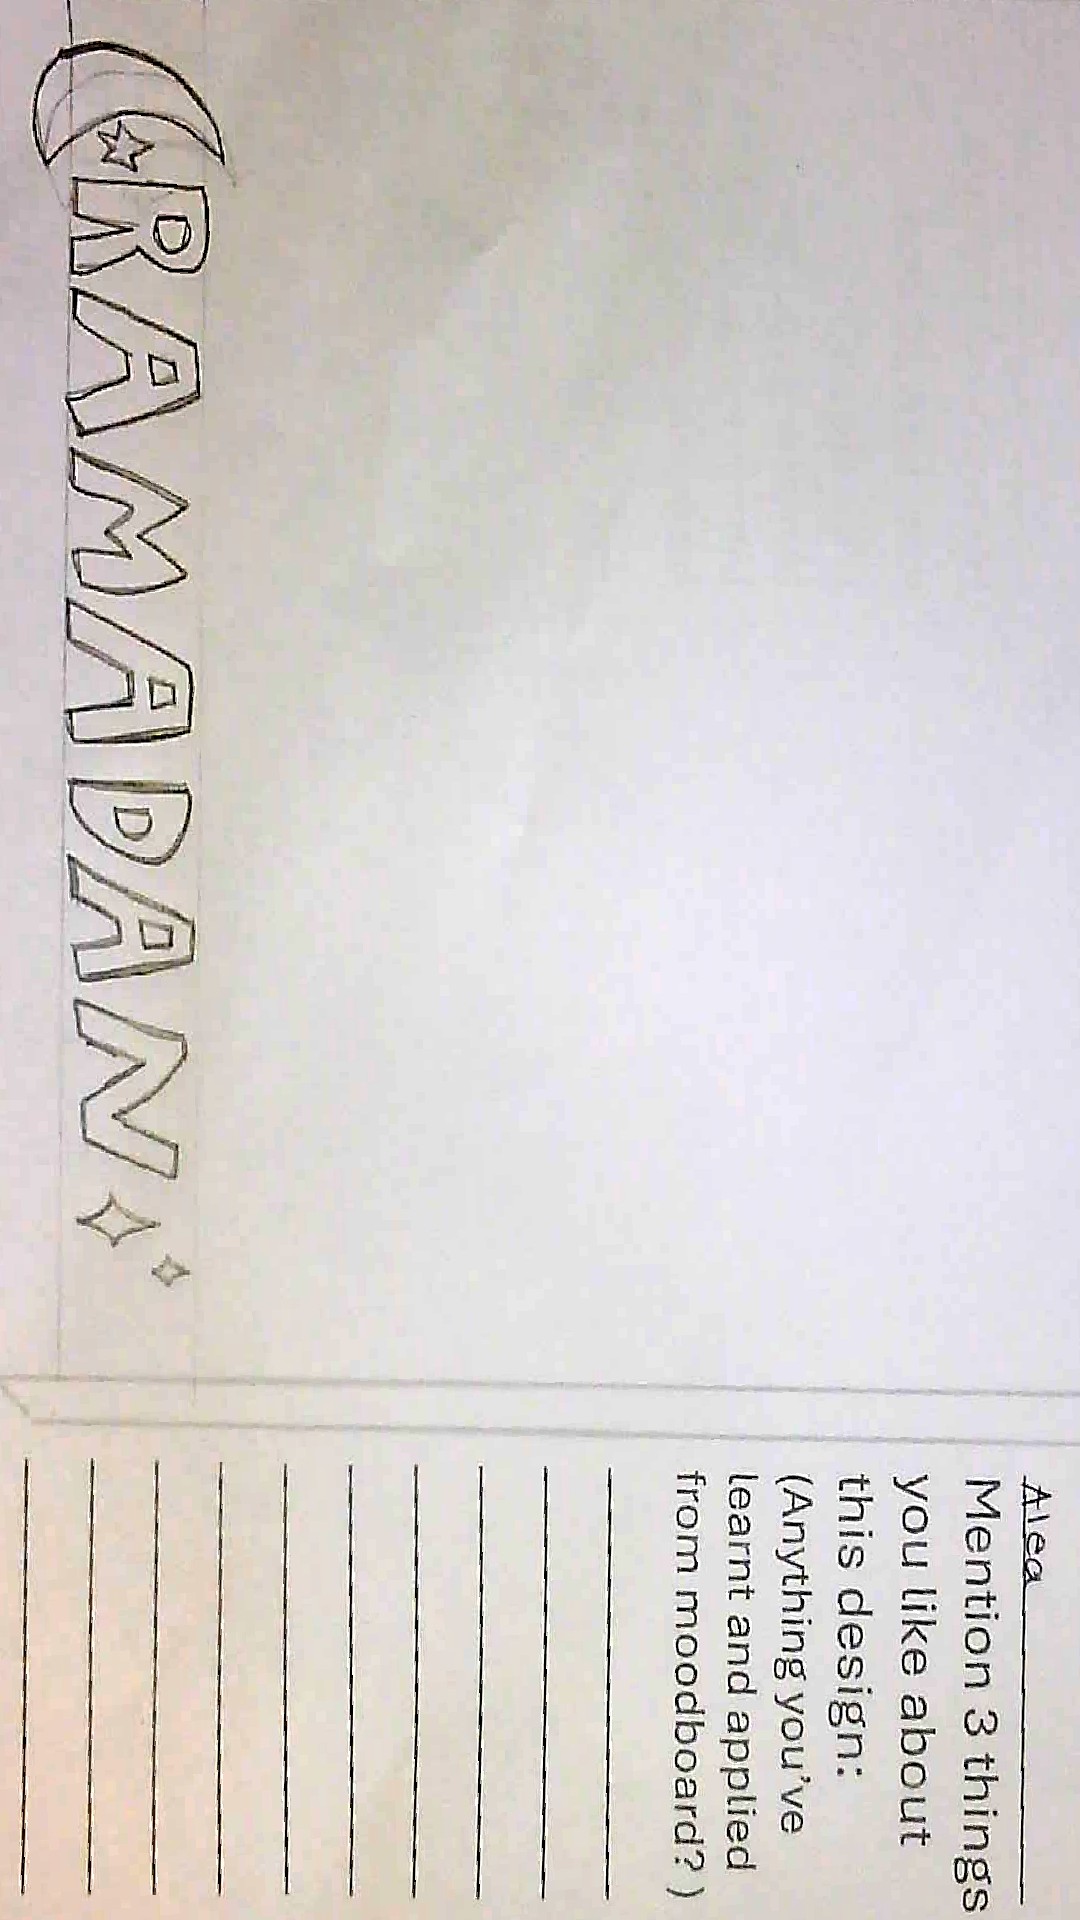 Alea
Mention 3 things
you like about
this design:
(Anything you've
learnt and applied
from moodboard? )
RAMADAN